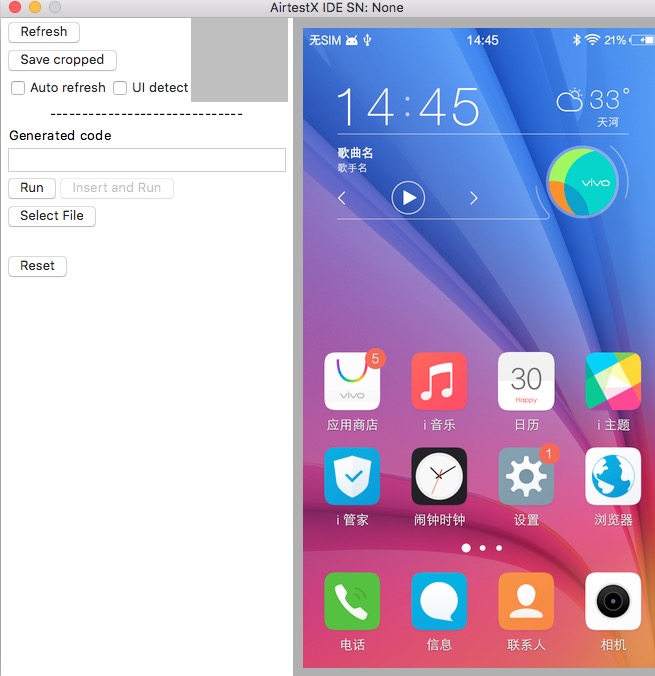 AirtestX IDE SN: None
Refresh
Save cropped
Auto refresh UI detect
------------------------------
Generated code
Run Insert and Run
Select File
Reset
无SIM 14:45 21%
14:45 33°
天河
歌曲名
歌手名
vivo
5
vivo
30
Happy
应用商店 i 音乐 日历 i 主题
1
i 管家 闹钟时钟 设置 浏览器
电话 信息 联系人 相机